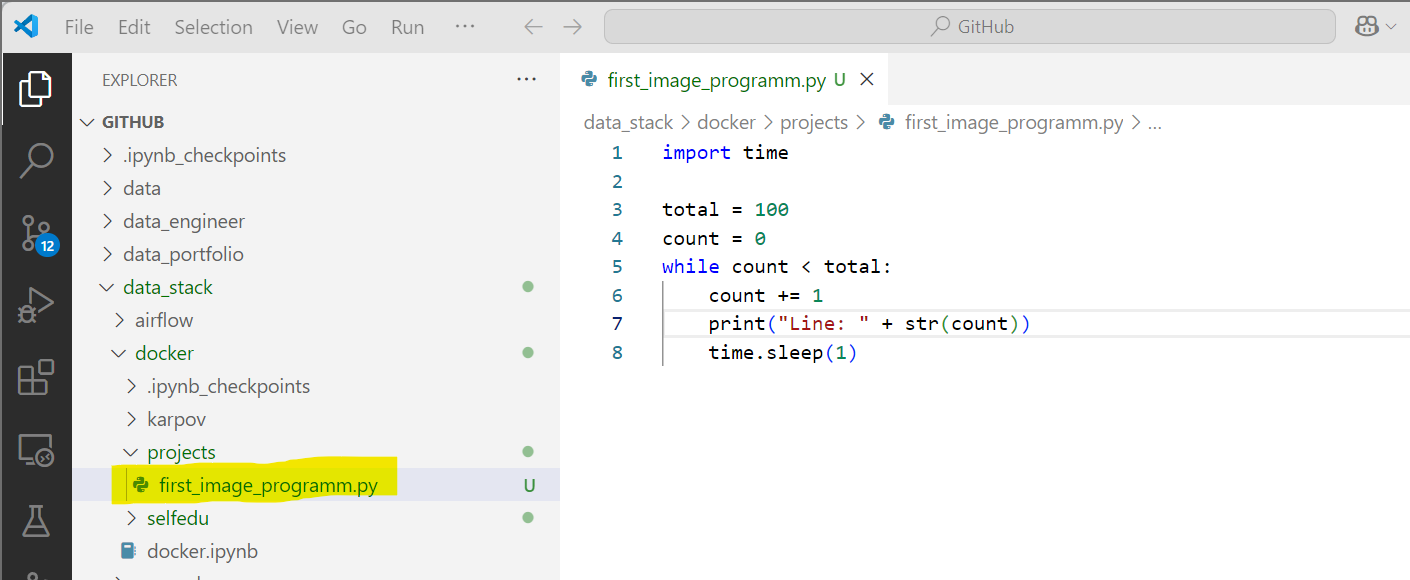 File Edit Selection View Go Run ... GitHub
EXPLORER ...
GITHUB
.ipynb_checkpoints
data
data_engineer
data_portfolio
data_stack
airflow
docker
.ipynb_checkpoints
karpov
projects
first_image_programm.py U
selfedu
docker.ipynb
12
first_image_programm.py U
data_stack > docker > projects > first_image_programm.py > ...
1 import time
2
3 total = 100
4 count = 0
5 while count < total:
6 count += 1
7 print("Line: " + str(count))
8 time.sleep(1)